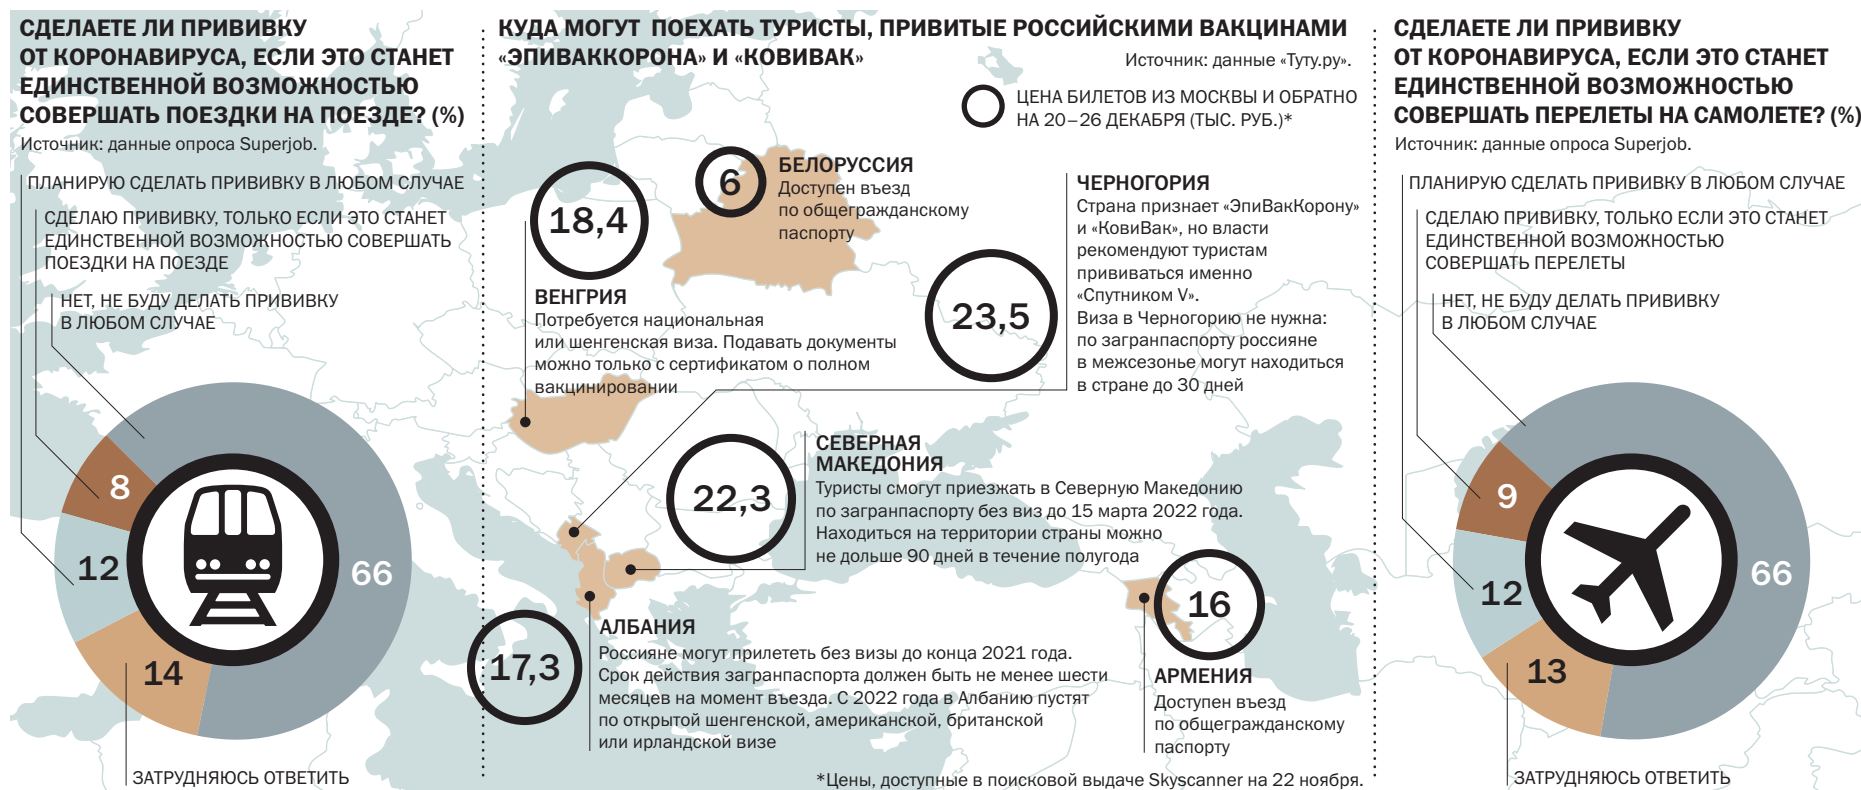 СДЕЛАЕТЕ ЛИ ПРИВИВКУ
ОТ КОРОНАВИРУСА, ЕСЛИ ЭТО СТАНЕТ
ЕДИНСТВЕННОЙ ВОЗМОЖНОСТЬЮ
СОВЕРШАТЬ ПОЕЗДКИ НА ПОЕЗДЕ? (%)
Источник: данные опроса Superjob.
ПЛАНИРУЮ СДЕЛАТЬ ПРИВИВКУ В ЛЮБОМ СЛУЧАЕ
СДЕЛАЮ ПРИВИВКУ, ТОЛЬКО ЕСЛИ ЭТО СТАНЕТ
ЕДИНСТВЕННОЙ ВОЗМОЖНОСТЬЮ СОВЕРШАТЬ
ПОЕЗДКИ НА ПОЕЗДЕ
НЕТ, НЕ БУДУ ДЕЛАТЬ ПРИВИВКУ
В ЛЮБОМ СЛУЧАЕ
8
12
66
14
ЗАТРУДНЯЮСЬ ОТВЕТИТЬ
КУДА МОГУТ ПОЕХАТЬ ТУРИСТЫ, ПРИВИТЫЕ РОССИЙСКИМИ ВАКЦИНАМИ
«ЭПИВАККОРОНА» И «КОВИВАК»
Источник: данные «Туту.ру».
ЦЕНА БИЛЕТОВ ИЗ МОСКВЫ И ОБРАТНО
НА 20–26 ДЕКАБРЯ (ТЫС. РУБ.)*
18,4
ВЕНГРИЯ
Потребуется национальная
или шенгенская виза. Подавать документы
можно только с сертификатом о полном
вакцинировании
6
БЕЛОРУССИЯ
Доступен въезд
по общегражданскому
паспорту
23,5
ЧЕРНОГОРИЯ
Страна признает «ЭпиВакКорону»
и «КовиВак», но власти
рекомендуют туристам
прививаться именно
«Спутником V».
Виза в Черногорию не нужна:
по загранпаспорту россияне
в межсезонье могут находиться
в стране до 30 дней
22,3
СЕВЕРНАЯ
МАКЕДОНИЯ
Туристы смогут приезжать в Северную Македонию
по загранпаспорту без виз до 15 марта 2022 года.
Находиться на территории страны можно
не дольше 90 дней в течение полугода
17,3
АЛБАНИЯ
Россияне могут прилететь без визы до конца 2021 года.
Срок действия загранпаспорта должен быть не менее шести
месяцев на момент въезда. С 2022 года в Албанию пустят
по открытой шенгенской, американской, британской
или ирландской визе
16
АРМЕНИЯ
Доступен въезд
по общегражданскому
паспорту
*Цены, доступные в поисковой выдаче Skyscanner на 22 ноября.
СДЕЛАЕТЕ ЛИ ПРИВИВКУ
ОТ КОРОНАВИРУСА, ЕСЛИ ЭТО СТАНЕТ
ЕДИНСТВЕННОЙ ВОЗМОЖНОСТЬЮ
СОВЕРШАТЬ ПЕРЕЛЕТЫ НА САМОЛЕТЕ? (%)
Источник: данные опроса Superjob.
ПЛАНИРУЮ СДЕЛАТЬ ПРИВИВКУ В ЛЮБОМ СЛУЧАЕ
СДЕЛАЮ ПРИВИВКУ, ТОЛЬКО ЕСЛИ ЭТО СТАНЕТ
ЕДИНСТВЕННОЙ ВОЗМОЖНОСТЬЮ
СОВЕРШАТЬ ПЕРЕЛЕТЫ
НЕТ, НЕ БУДУ ДЕЛАТЬ ПРИВИВКУ
В ЛЮБОМ СЛУЧАЕ
9
12
66
13
ЗАТРУДНЯЮСЬ ОТВЕТИТЬ